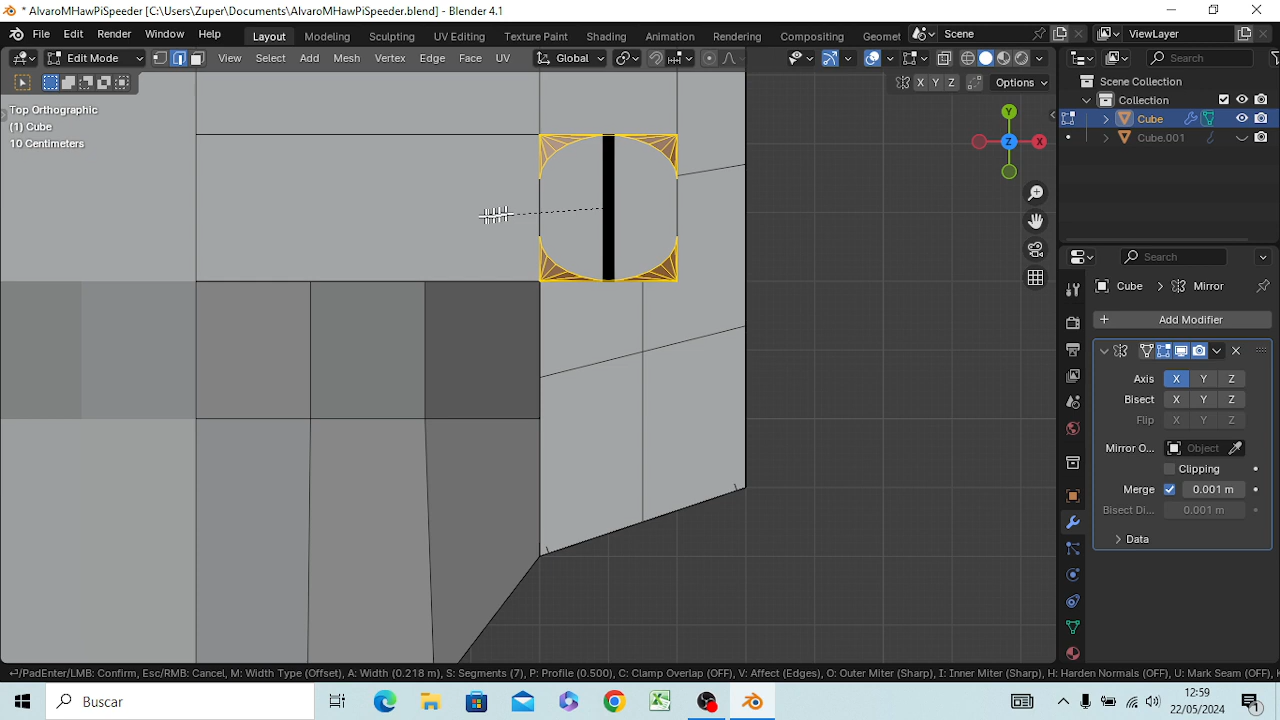 * AlvaroMHawPiSpeeder [C:\Users\Zuper\Documents\AlvaroMHawPiSpeeder.blend] - Blender 4.1
File Edit Render Window Help Layout Modeling Sculpting UV Editing Texture Paint Shading Animation Rendering Compositing Geomet Scene ViewLayer
Edit Mode View Select Add Mesh Vertex Edge Face UV Global Search
X Y Z Options
Top Orthographic
(1) Cube
10 Centimeters
Y
Z
X
Scene Collection
Collection
Cube
Cube.001
Search
Cube > Mirror
+ Add Modifier
Axis X Y Z
Bisect X Y Z
Flip X Y Z
Mirror O... Object
Clipping
Merge 0.001 m
Bisect Di... 0.001 m
Data
⏎/PadEnter/LMB: Confirm, Esc/RMB: Cancel, M: Width Type (Offset), A: Width (0.218 m), S: Segments (7), P: Profile (0.500), C: Clamp Overlap (OFF), V: Affect (Edges), O: Outer Miter (Sharp), I: Inner Miter (Sharp), H: Harden Normals (OFF), U: Mark Seam (OFF),
Buscar
12:59
22/05/2024
1